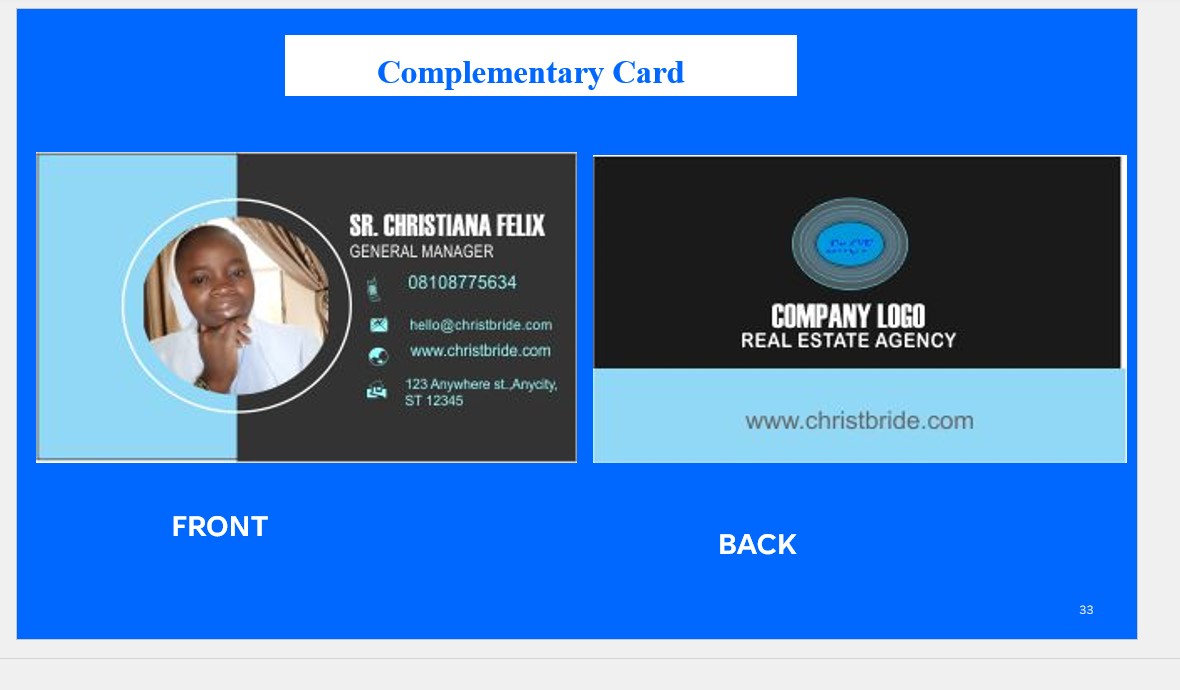 Complementary Card
SR. CHRISTIANA FELIX
GENERAL MANAGER
08108775634
hello@christbride.com
www.christbride.com
123 Anywhere st.,Anycity,
ST 12345
COMPANY LOGO
REAL ESTATE AGENCY
www.christbride.com
FRONT
BACK
33